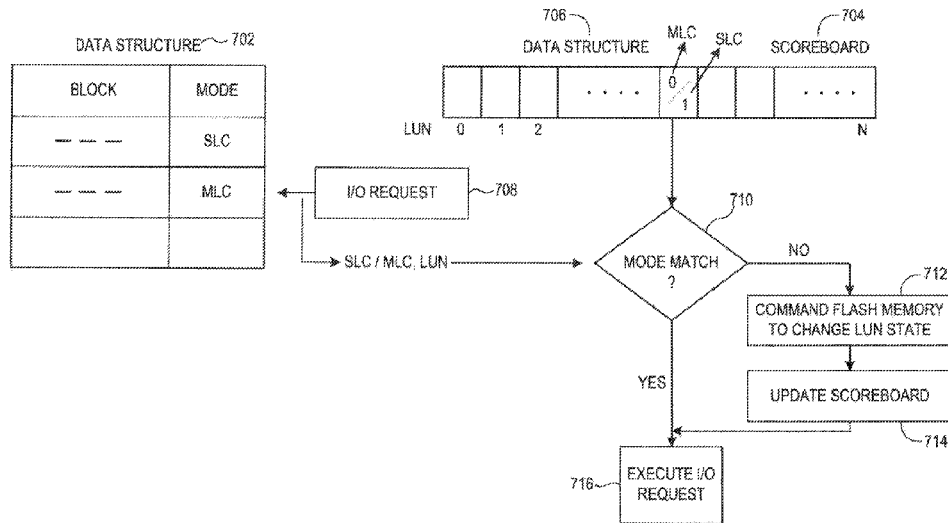 DATA STRUCTURE 702
BLOCK MODE
— — — SLC
— — — MLC
706 704
MLC SLC
DATA STRUCTURE SCOREBOARD
. . . . 0 1 . . . .
LUN 0 1 2 N
I/O REQUEST 708
SLC / MLC, LUN
710
MODE MATCH
?
NO
712
COMMAND FLASH MEMORY
TO CHANGE LUN STATE
YES
UPDATE SCOREBOARD
714
716
EXECUTE I/O
REQUEST